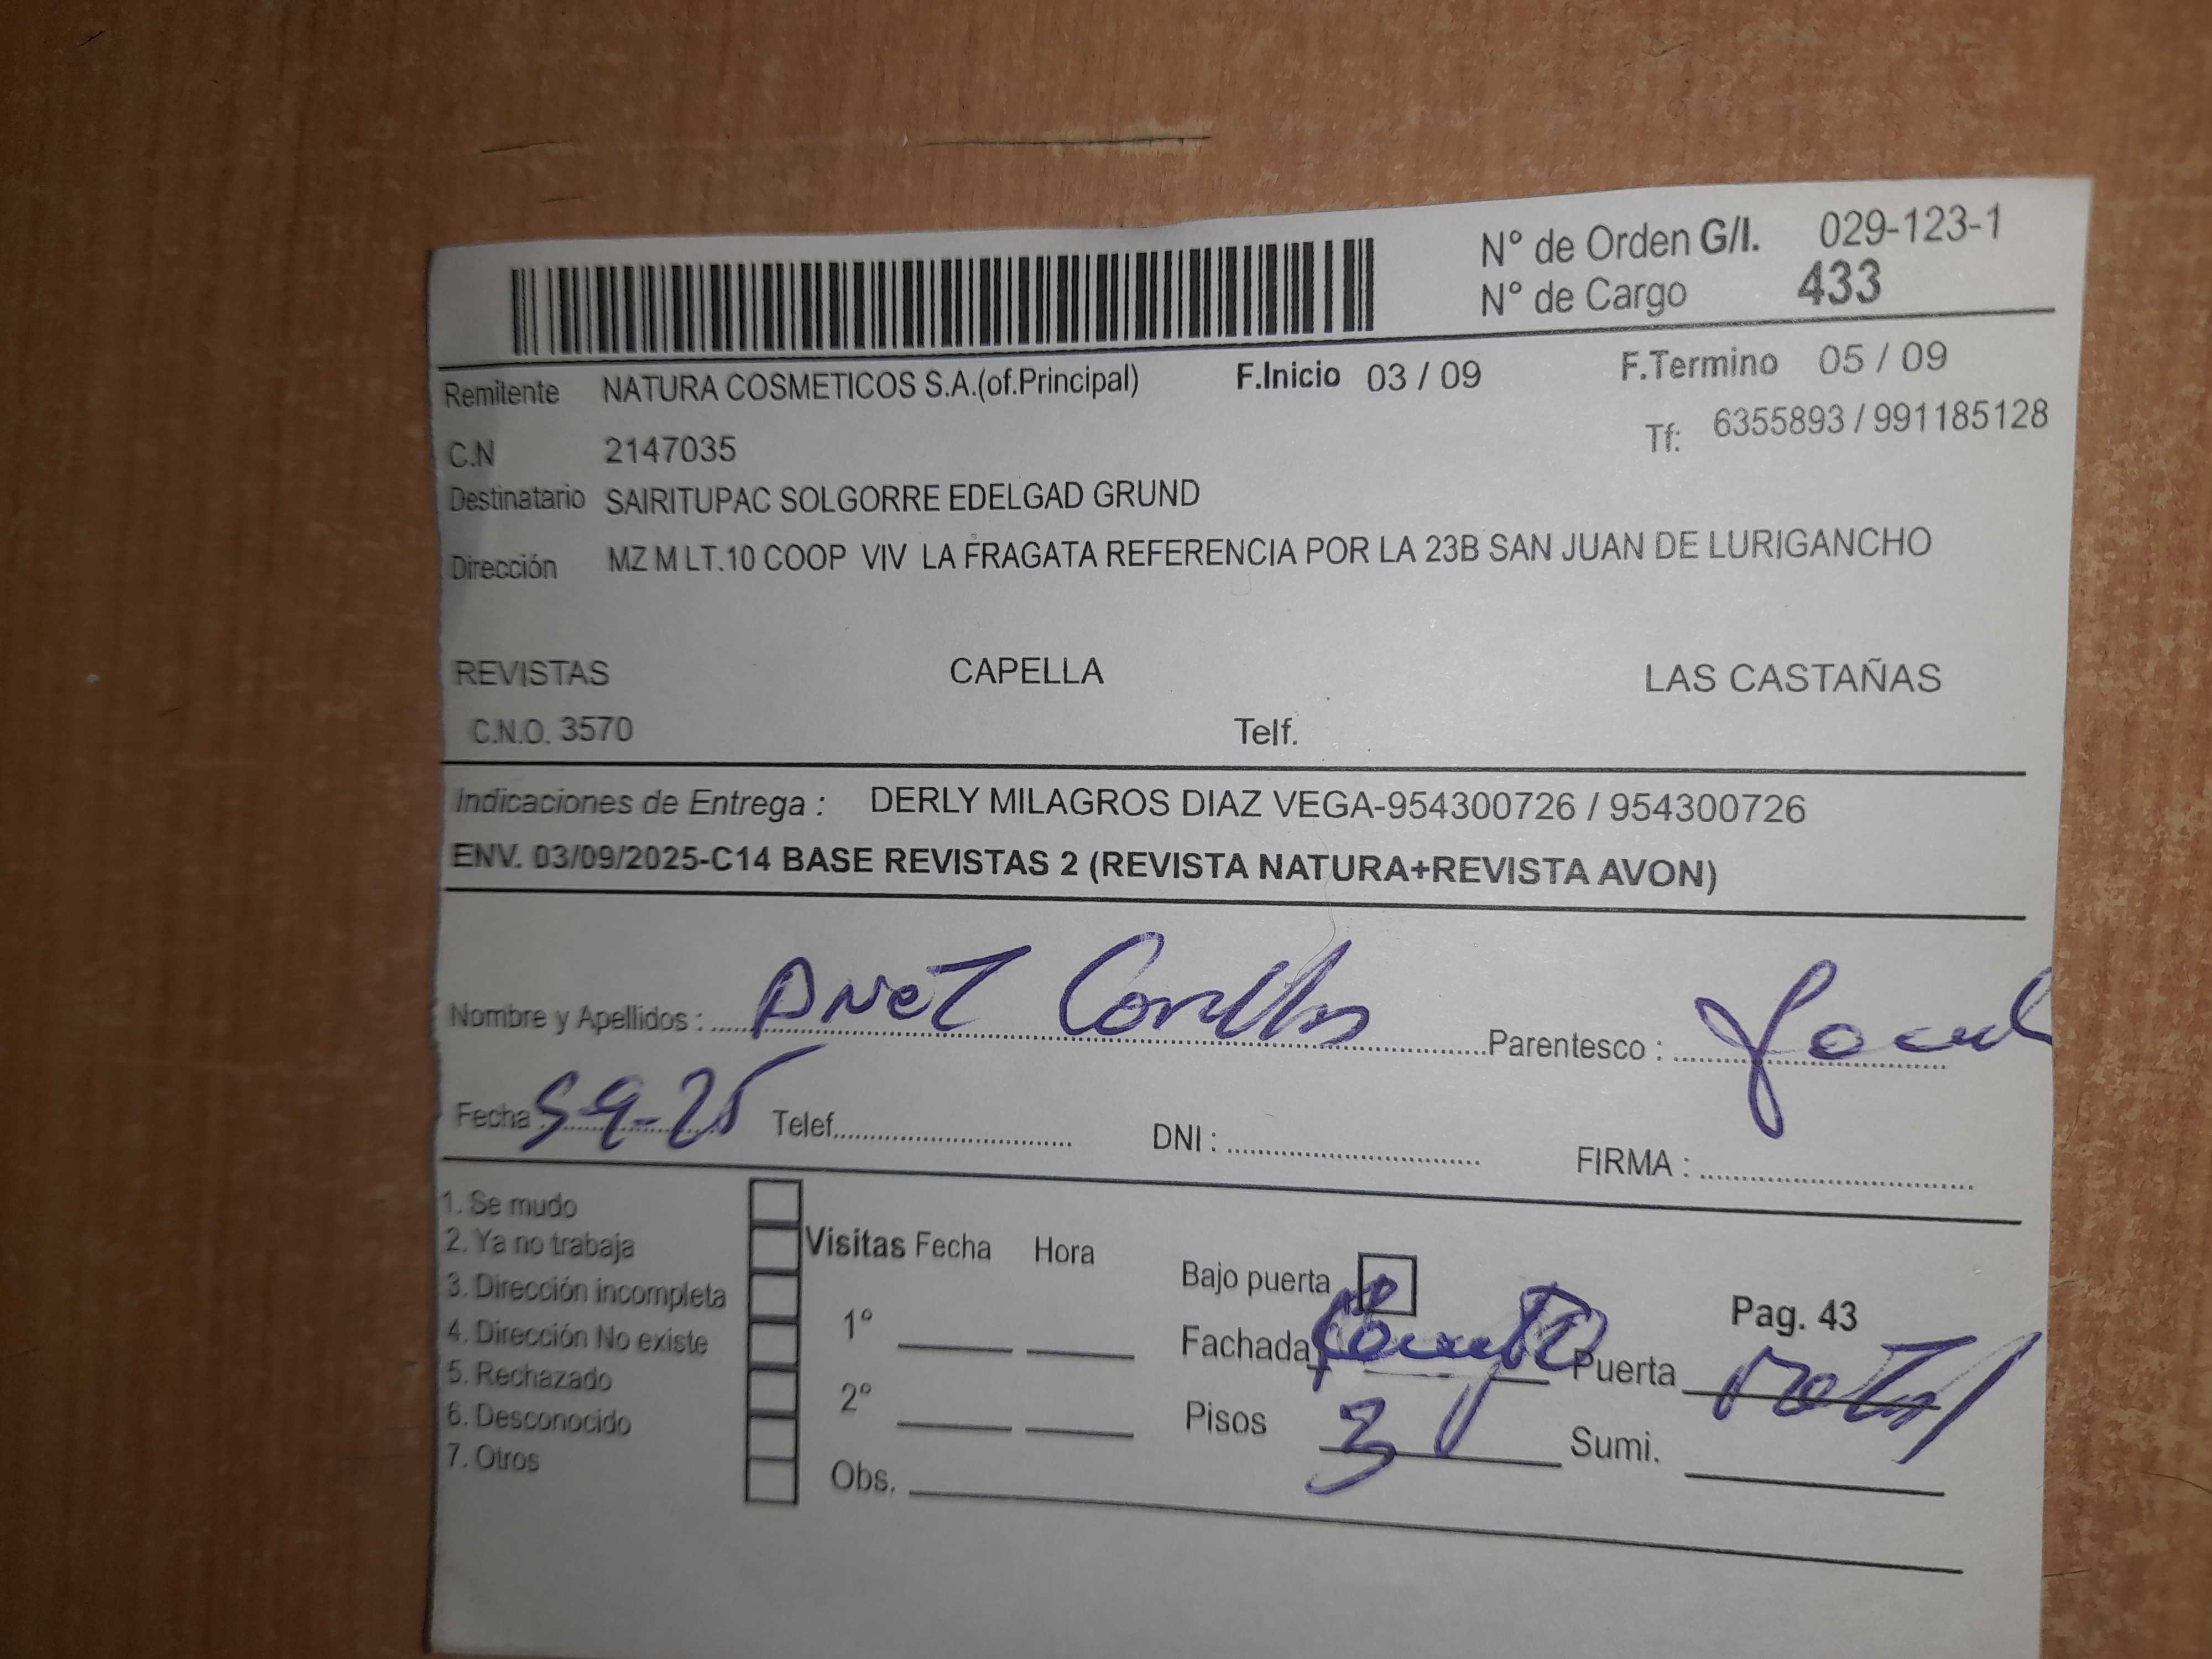 N° de Orden G/I. 029-123-1
N° de Cargo 433
Remitente NATURA COSMETICOS S.A.(of.Principal) F.Inicio 03 / 09 F.Termino 05 / 09
C.N 2147035 Tf: 6355893 / 991185128
Destinatario SAIRITUPAC SOLGORRE EDELGAD GRUND
Dirección MZ M LT.10 COOP VIV LA FRAGATA REFERENCIA POR LA 23B SAN JUAN DE LURIGANCHO
REVISTAS CAPELLA LAS CASTAÑAS
C.N.O. 3570 Telf.
Indicaciones de Entrega : DERLY MILAGROS DIAZ VEGA-954300726 / 954300726
ENV. 03/09/2025-C14 BASE REVISTAS 2 (REVISTA NATURA+REVISTA AVON)
Nombre y Apellidos : Parentesco :
Fecha : 5-9-25 Telef. DNI : FIRMA :
1. Se mudo
2. Ya no trabaja
3. Dirección incompleta
4. Dirección No existe
5. Rechazado
6. Desconocido
7. Otros
Visitas Fecha Hora
1°
2°
Obs.
Bajo puerta
Fachada Puerta
Pisos 3 Sumi.
Pag. 43